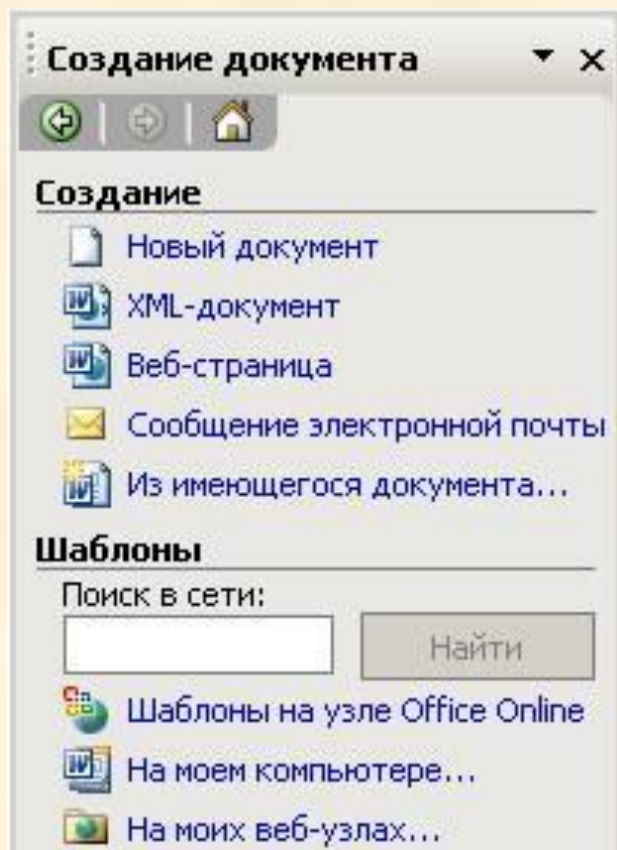 Создание документа
Создание
Новый документ
XML-документ
Веб-страница
Сообщение электронной почты
Из имеющегося документа...
Шаблоны
Поиск в сети:
Найти
Шаблоны на узле Office Online
На моем компьютере...
На моих веб-узлах...